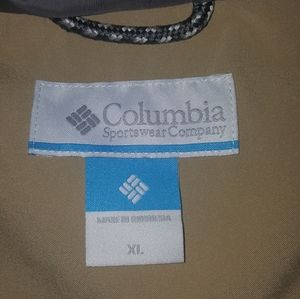 Columbia
Sportswear Company
MADE IN INDONESIA
XL